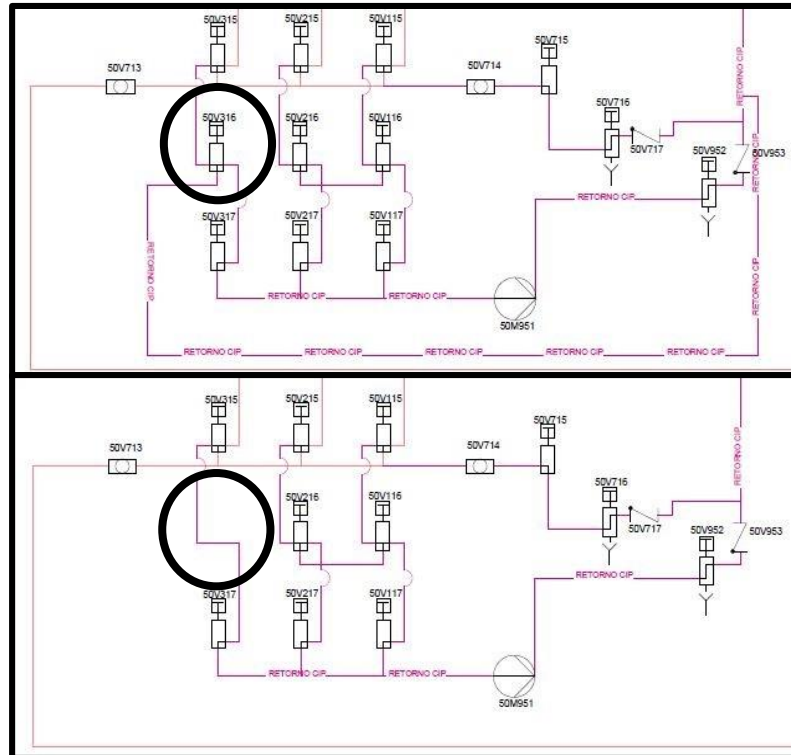 50V315
50V215
50V115
50V713
50V714
50V715
50V316
50V216
50V116
50V716
50V717
50V952
50V953
RETORNO CIP
RETORNO CIP
RETORNO CIP
RETORNO CIP
50V317
50V217
50V117
RETORNO CIP
RETORNO CIP
RETORNO CIP
50M951
RETORNO CIP
RETORNO CIP
RETORNO CIP
RETORNO CIP
RETORNO CIP
50V315
50V215
50V115
50V713
50V714
50V715
50V216
50V116
50V716
50V717
50V952
50V953
RETORNO CIP
RETORNO CIP
50V317
50V217
50V117
RETORNO CIP
50M951